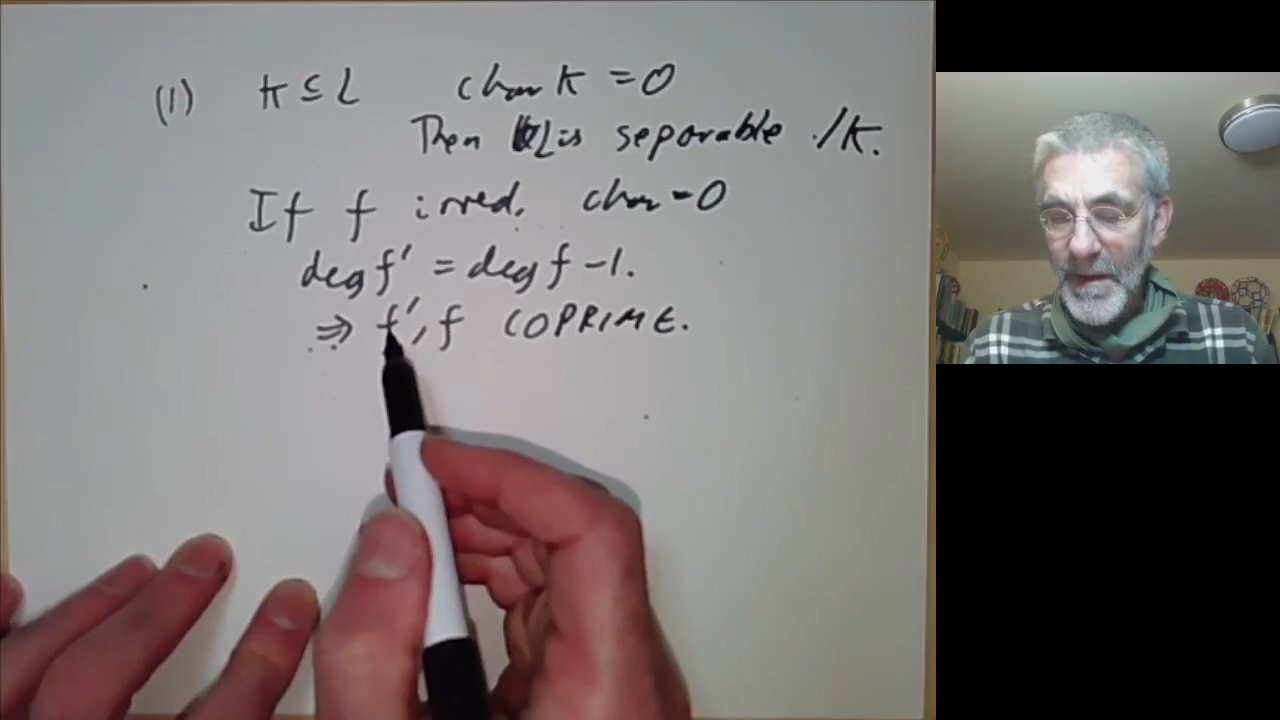 (1) K ⊆ L char K = 0
Then L is separable /K.
If f irred. char = 0
deg f' = deg f - 1.
⇒ f', f COPRIME.